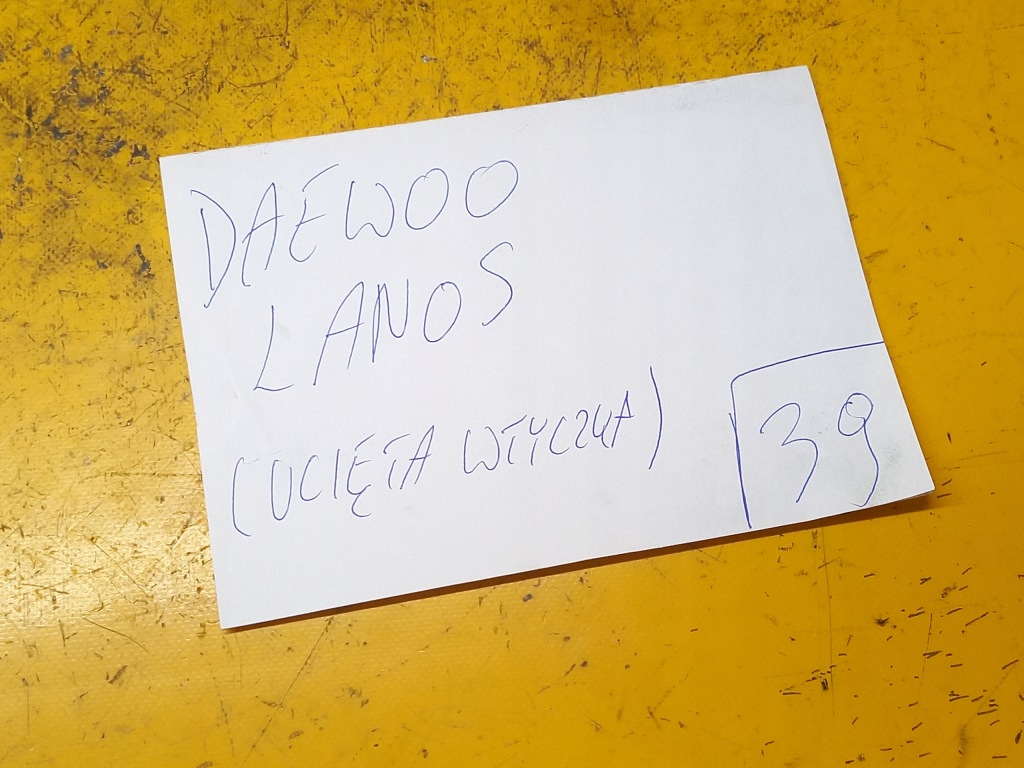 DAEWOO
LANOS
(UCIĘTA WTYCZKA)
39